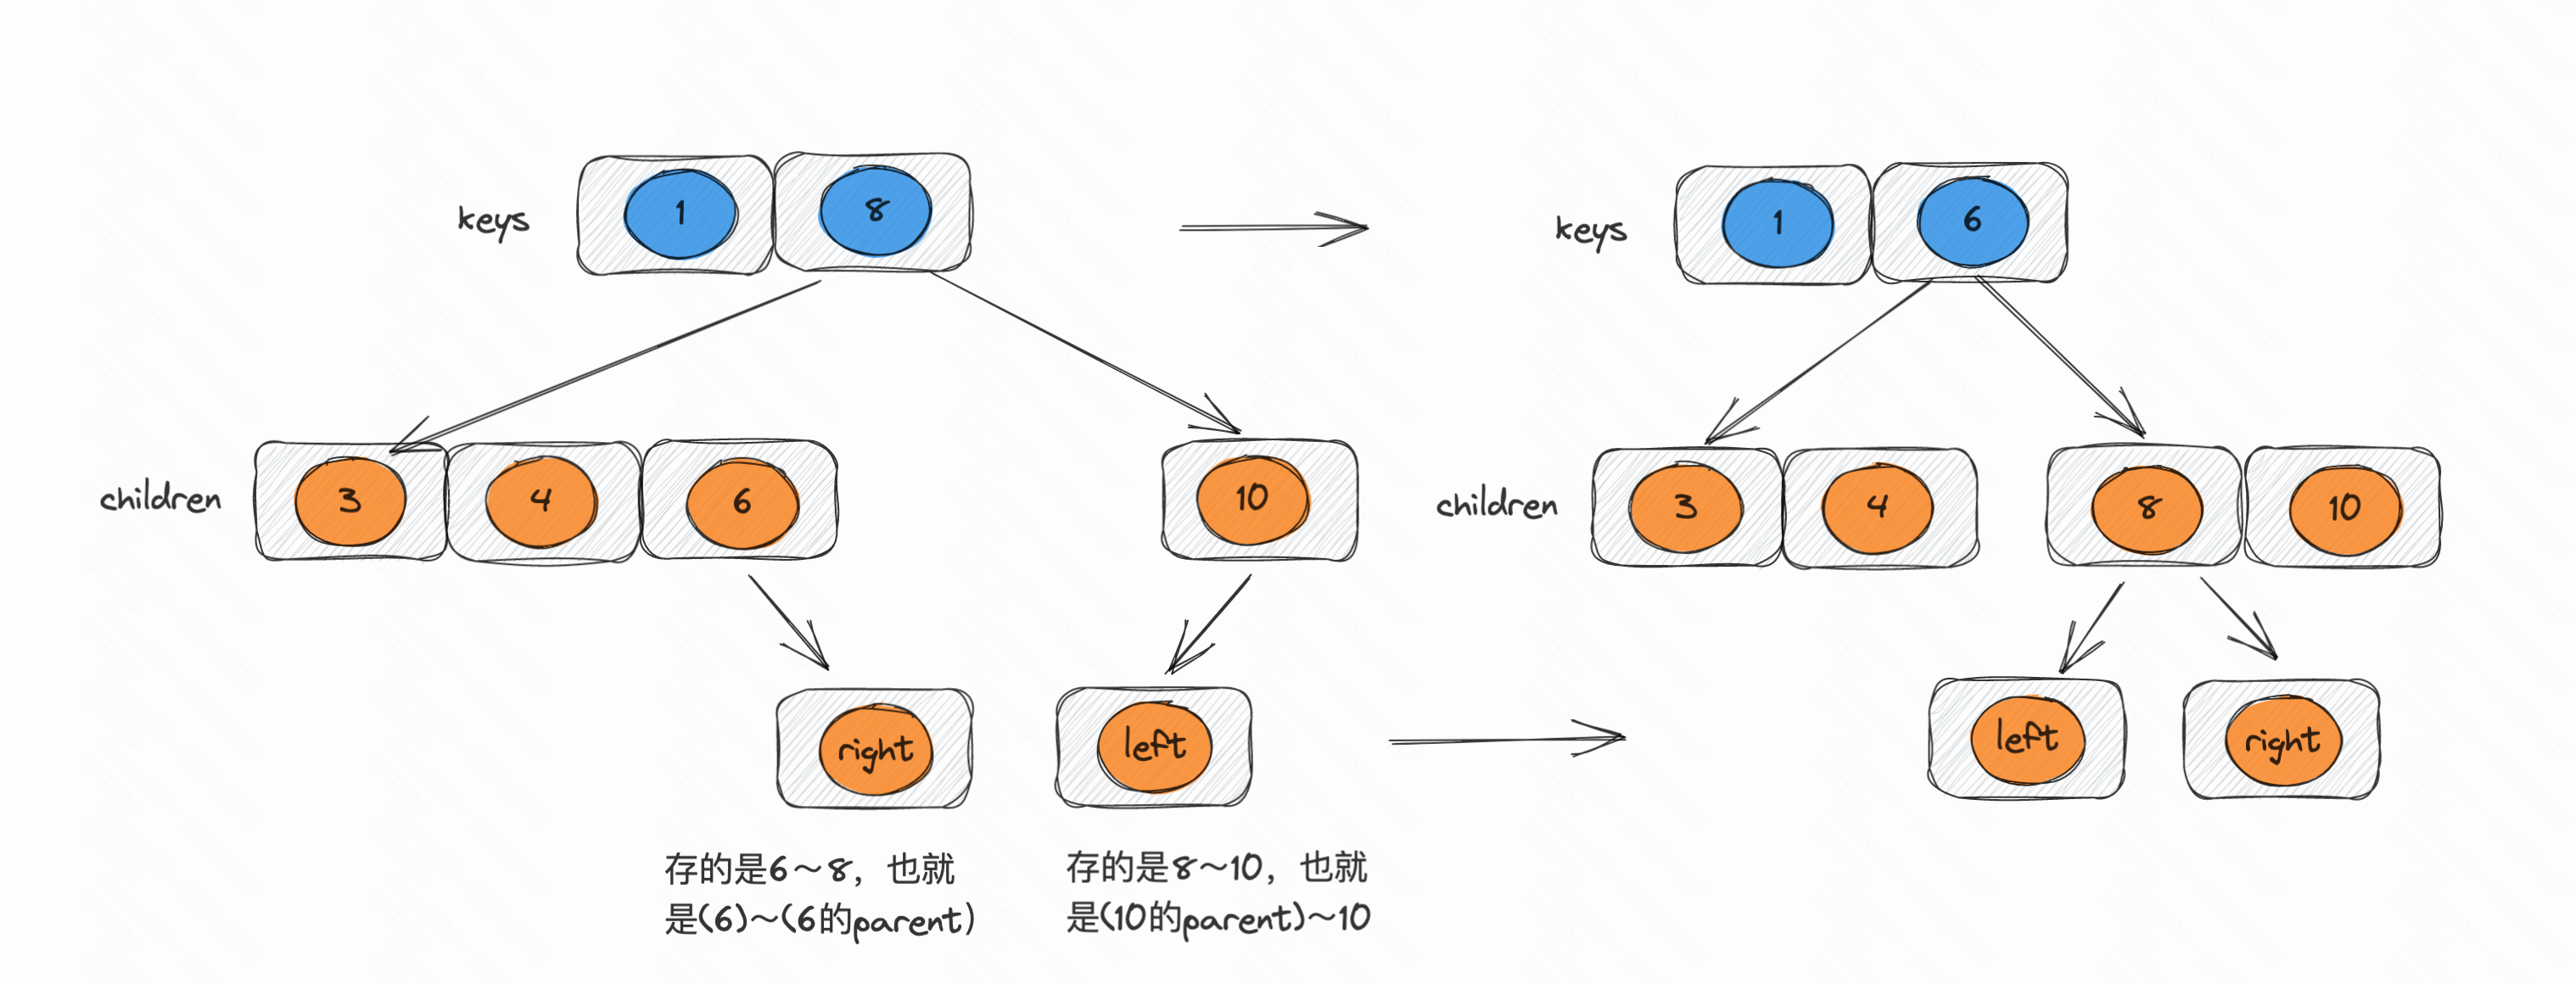 keys
1
8
keys
1
6
children
3
4
6
10
children
3
4
8
10
right
left
left
right
存的是6～8，也就
是(6)～(6的parent)
存的是8～10，也就
是(10的parent)～10